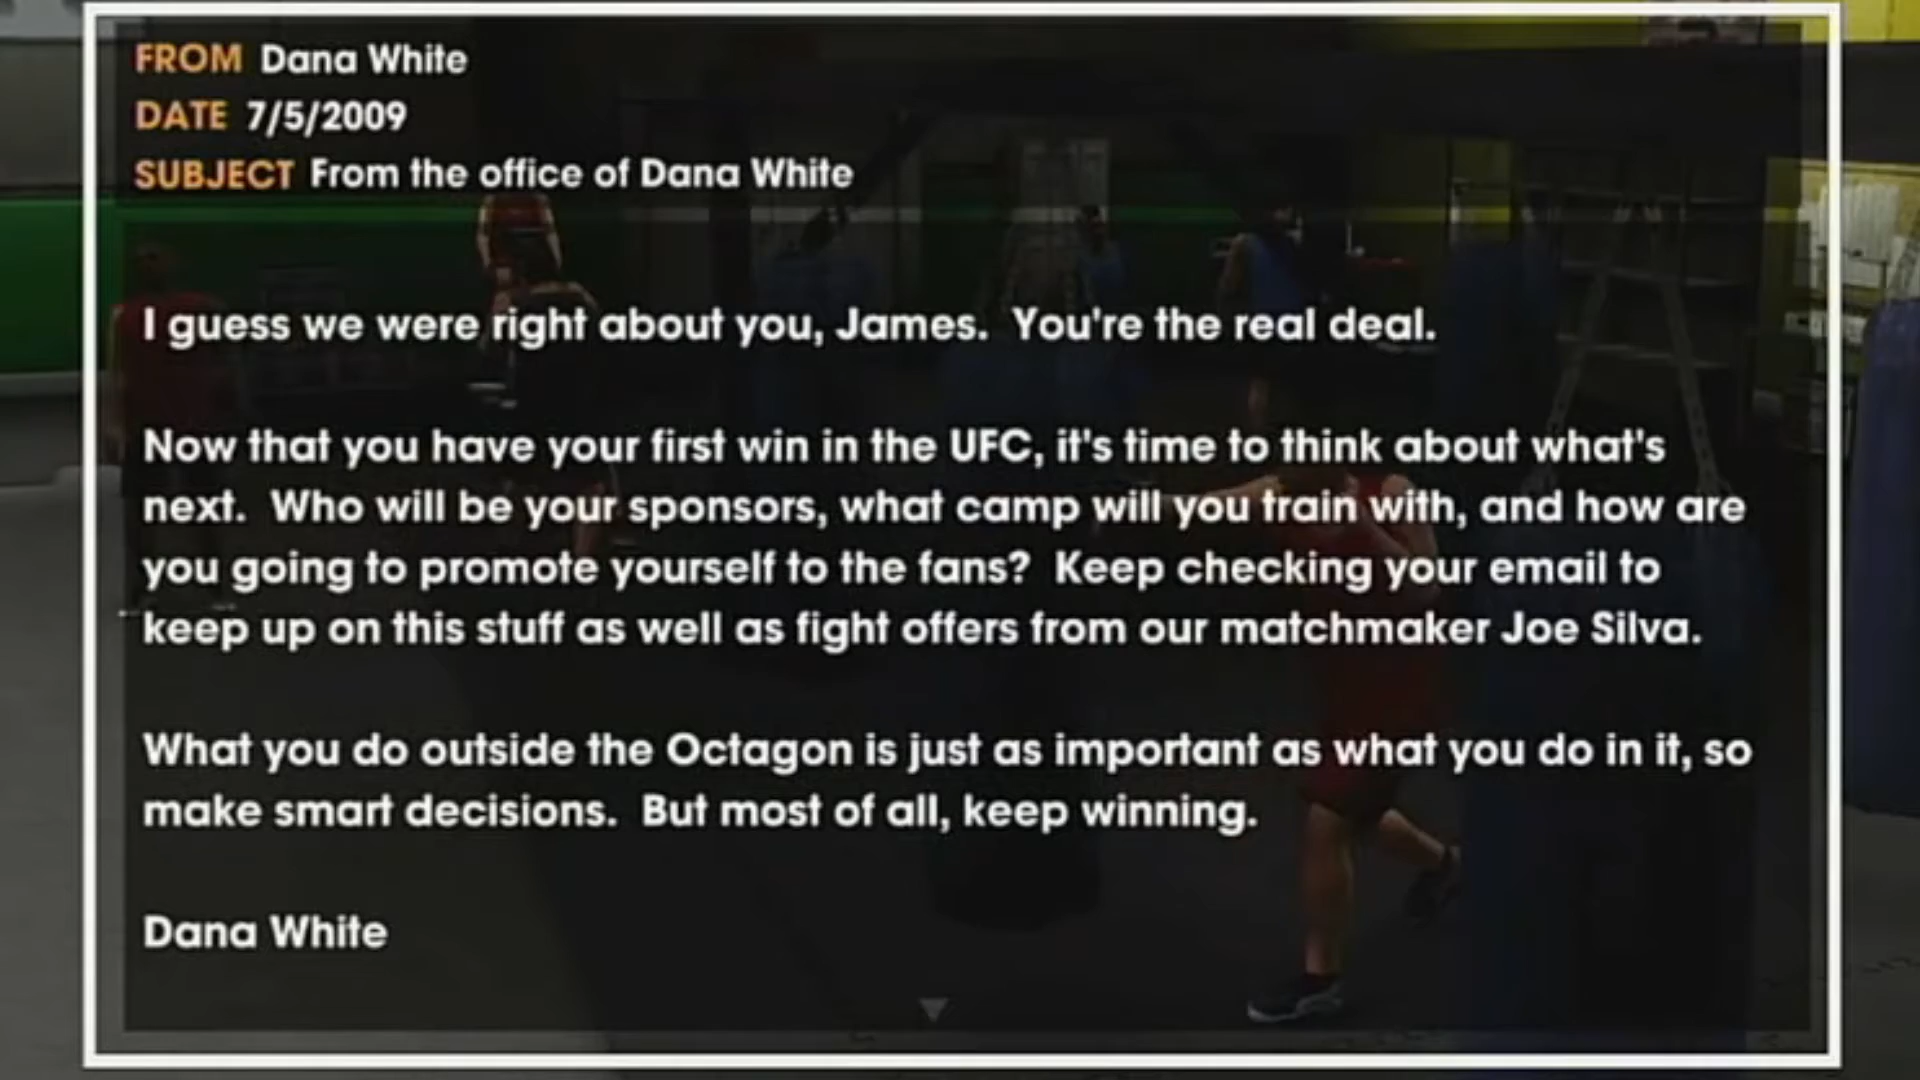 FROM Dana White
DATE 7/5/2009
SUBJECT From the office of Dana White
I guess we were right about you, James.  You're the real deal.
Now that you have your first win in the UFC, it's time to think about what's
next.  Who will be your sponsors, what camp will you train with, and how are
you going to promote yourself to the fans?  Keep checking your email to
keep up on this stuff as well as fight offers from our matchmaker Joe Silva.
What you do outside the Octagon is just as important as what you do in it, so
make smart decisions.  But most of all, keep winning.
Dana White